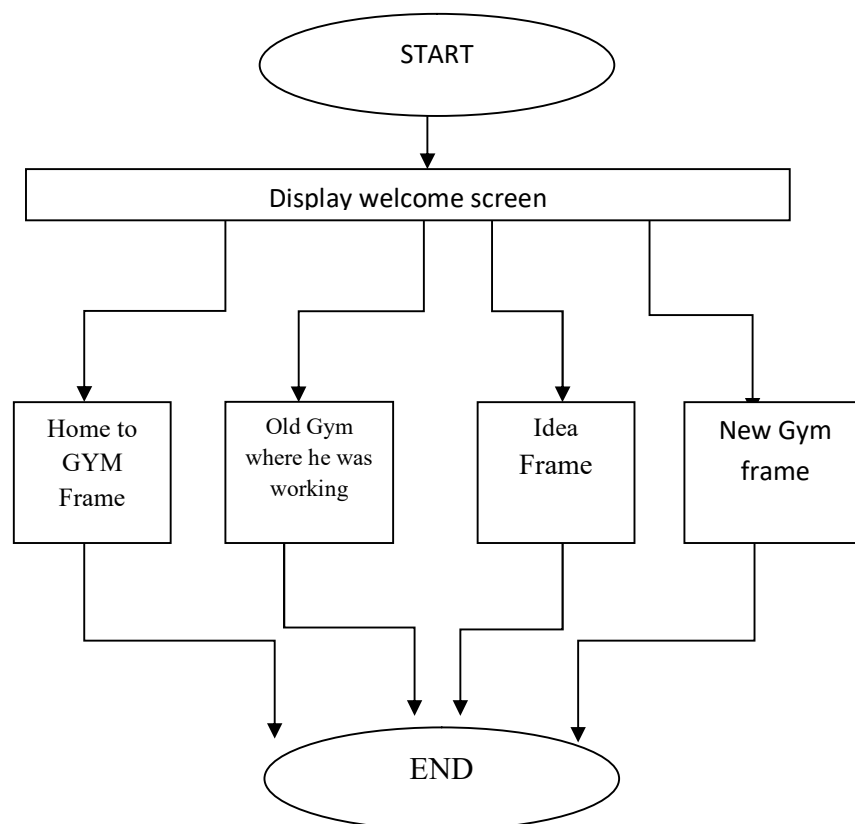 START
Display welcome screen
Home to
GYM
Frame
Old Gym
where he was
working
Idea
Frame
New Gym
frame
END